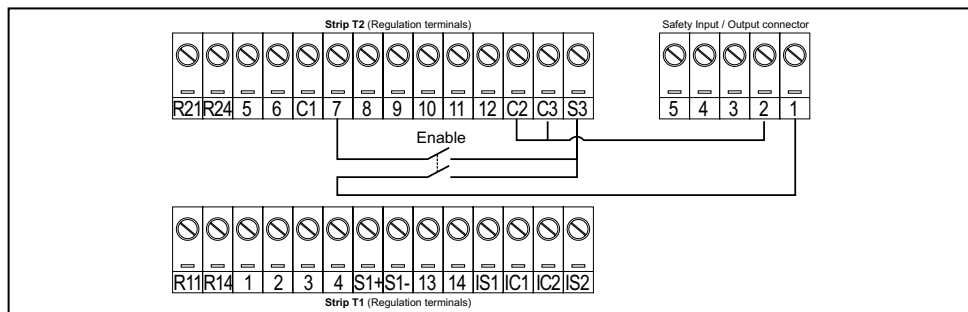 Strip T2 (Regulation terminals)
Safety Input / Output connector
R21 R24 5 6 C1 7 8 9 10 11 12 C2 C3 S3
5 4 3 2 1
Enable
R11 R14 1 2 3 4 S1+ S1- 13 14 IS1 IC1 IC2 IS2
Strip T1 (Regulation terminals)